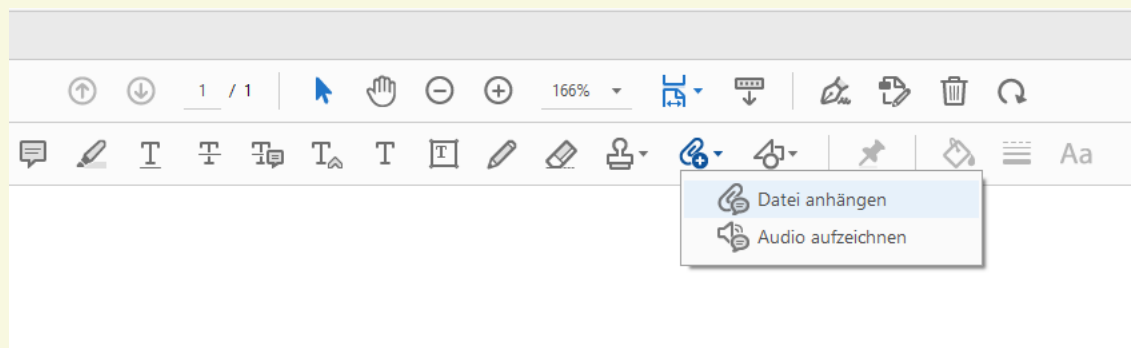 1 / 1 166%
T T T T T T Aa
Datei anhängen
Audio aufzeichnen